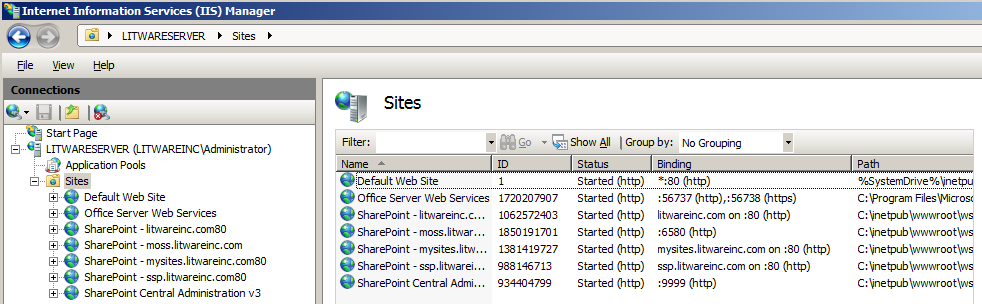 Internet Information Services (IIS) Manager
LITWARESERVER Sites
File View Help
Connections
Start Page
LITWARESERVER (LITWAREINC\Administrator)
Application Pools
Sites
Default Web Site
Office Server Web Services
SharePoint - litwareinc.com80
SharePoint - moss.litwareinc.com
SharePoint - mysites.litwareinc.com80
SharePoint - ssp.litwareinc.com80
SharePoint Central Administration v3
Sites
Filter: Go Show All Group by: No Grouping
Name ID Status Binding Path
Default Web Site 1 Started (http) *:80 (http) %SystemDrive%\inetpu
Office Server Web Services 1720207907 Started (http) :56737 (http),:56738 (https) C:\Program Files\Micros
SharePoint - litwareinc.c... 1062572403 Started (http) litwareinc.com on :80 (http) C:\inetpub\wwwroot\ws
SharePoint - moss.litware... 1850191701 Started (http) :6580 (http) C:\inetpub\wwwroot\ws
SharePoint - mysites.litw... 1381419727 Started (http) mysites.litwareinc.com on :80 (http) C:\inetpub\wwwroot\ws
SharePoint - ssp.litwarei... 988146713 Started (http) ssp.litwareinc.com on :80 (http) C:\inetpub\wwwroot\ws
SharePoint Central Admi... 934404799 Started (http) :9999 (http) C:\inetpub\wwwroot\ws